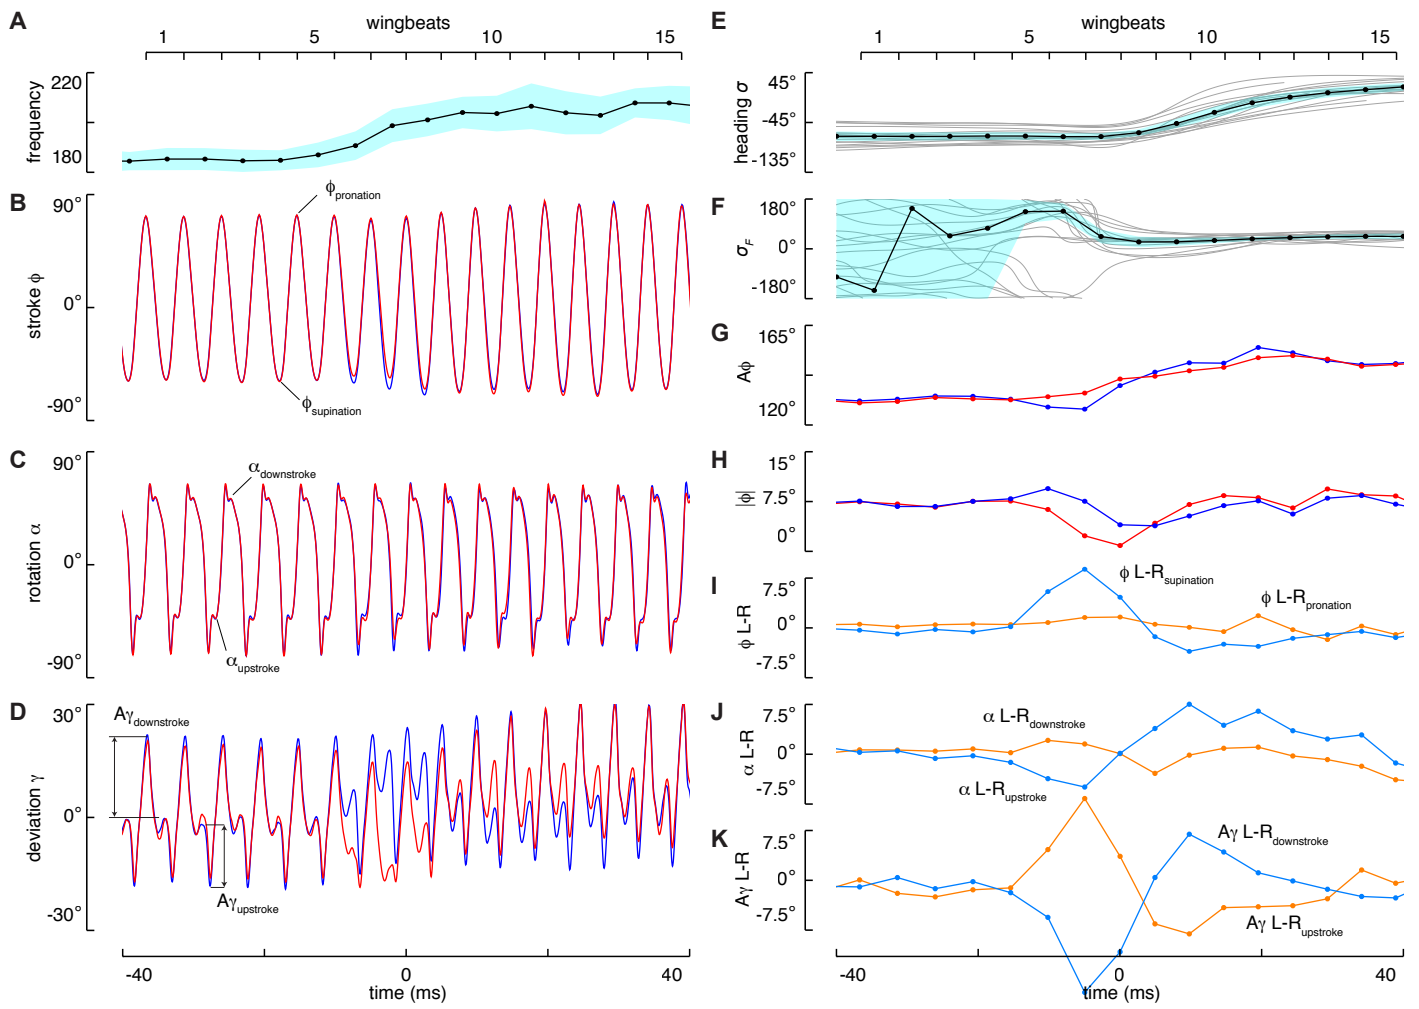 A
wingbeats
1
5
10
15
220
180
frequency
B
90°
0°
-90°
stroke ϕ
ϕpronation
ϕsupination
C
90°
0°
-90°
rotation α
αdownstroke
αupstroke
D
30°
0°
-30°
deviation γ
Aγdownstroke
Aγupstroke
-40
0
40
time (ms)
E
wingbeats
1
5
10
15
45°
-45°
-135°
heading σ
F
180°
0°
-180°
σF
G
165°
120°
Aϕ
H
15°
7.5°
0°
|ϕ|
I
7.5°
0°
-7.5°
ϕ L-R
ϕ L-Rsupination
ϕ L-Rpronation
J
7.5°
0°
-7.5°
α L-R
α L-Rdownstroke
α L-Rupstroke
K
7.5°
0°
-7.5°
Aγ L-R
Aγ L-Rdownstroke
Aγ L-Rupstroke
-40
0
40
time (ms)